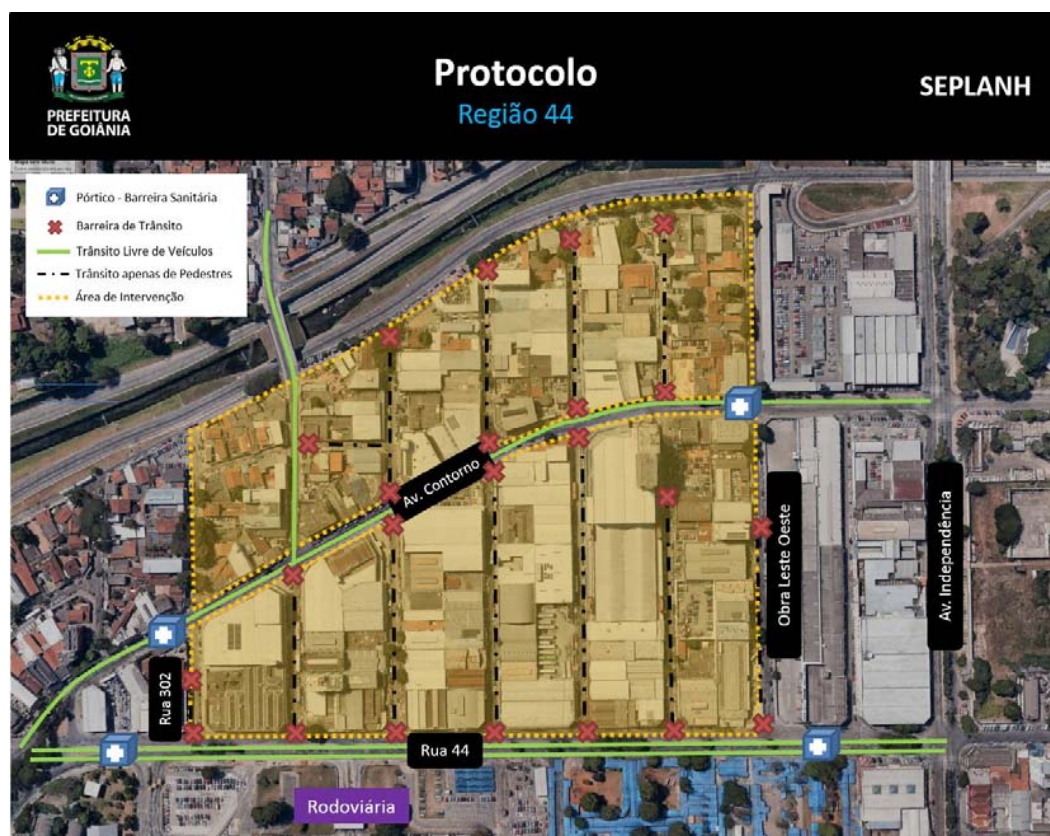 PREFEITURA
DE GOIÂNIA
Protocolo
Região 44
SEPLANH
Pórtico - Barreira Sanitária
Barreira de Trânsito
Trânsito Livre de Veículos
Trânsito apenas de Pedestres
Área de Intervenção
Av. Contorno
Obra Leste Oeste
Av. Independência
Rua 302
Rua 44
Rodoviária